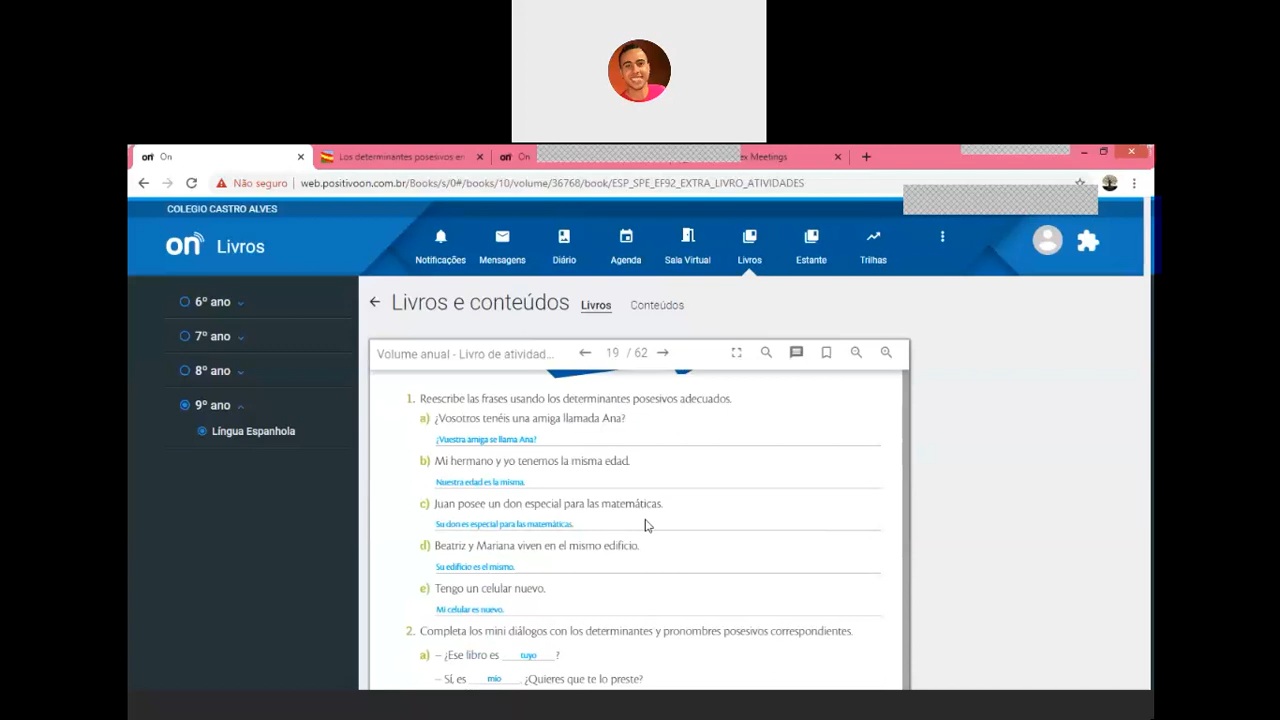 On
Los determinantes posesivos en
On
ex Meetings
Não seguro
web.positivoon.com.br/Books/s/0#/books/10/volume/36768/book/ESP_SPE_EF92_EXTRA_LIVRO_ATIVIDADES
COLEGIO CASTRO ALVES
on Livros
Notificações
Mensagens
Diário
Agenda
Sala Virtual
Livros
Estante
Trilhas
6º ano
7º ano
8º ano
9º ano
Língua Espanhola
Livros e conteúdos
Livros
Conteúdos
Volume anual - Livro de atividad...
19 / 62
1. Reescribe las frases usando los determinantes posesivos adecuados.
a) ¿Vosotros tenéis una amiga llamada Ana?
¿Vuestra amiga se llama Ana?
b) Mi hermano y yo tenemos la misma edad.
Nuestra edad es la misma.
c) Juan posee un don especial para las matemáticas.
Su don es especial para las matemáticas.
d) Beatriz y Mariana viven en el mismo edificio.
Su edificio es el mismo.
e) Tengo un celular nuevo.
Mi celular es nuevo.
2. Completa los mini diálogos con los determinantes y pronombres posesivos correspondientes.
a) – ¿Ese libro es tuyo ?
– Sí, es mío . ¿Quieres que te lo preste?